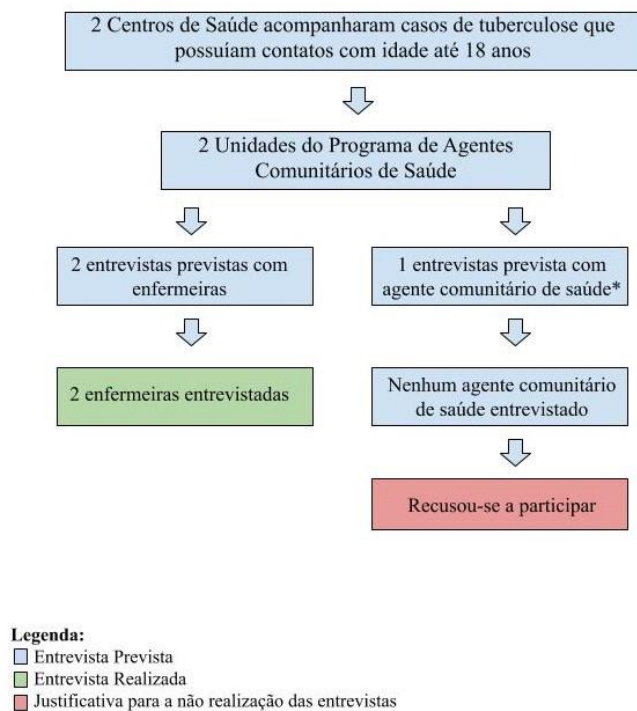 2 Centros de Saúde acompanharam casos de tuberculose que
possuíam contatos com idade até 18 anos
2 Unidades do Programa de Agentes
Comunitários de Saúde
2 entrevistas previstas com
enfermeiras
1 entrevistas prevista com
agente comunitário de saúde*
2 enfermeiras entrevistadas
Nenhum agente comunitário
de saúde entrevistado
Recusou-se a participar
Legenda:
Entrevista Prevista
Entrevista Realizada
Justificativa para a não realização das entrevistas